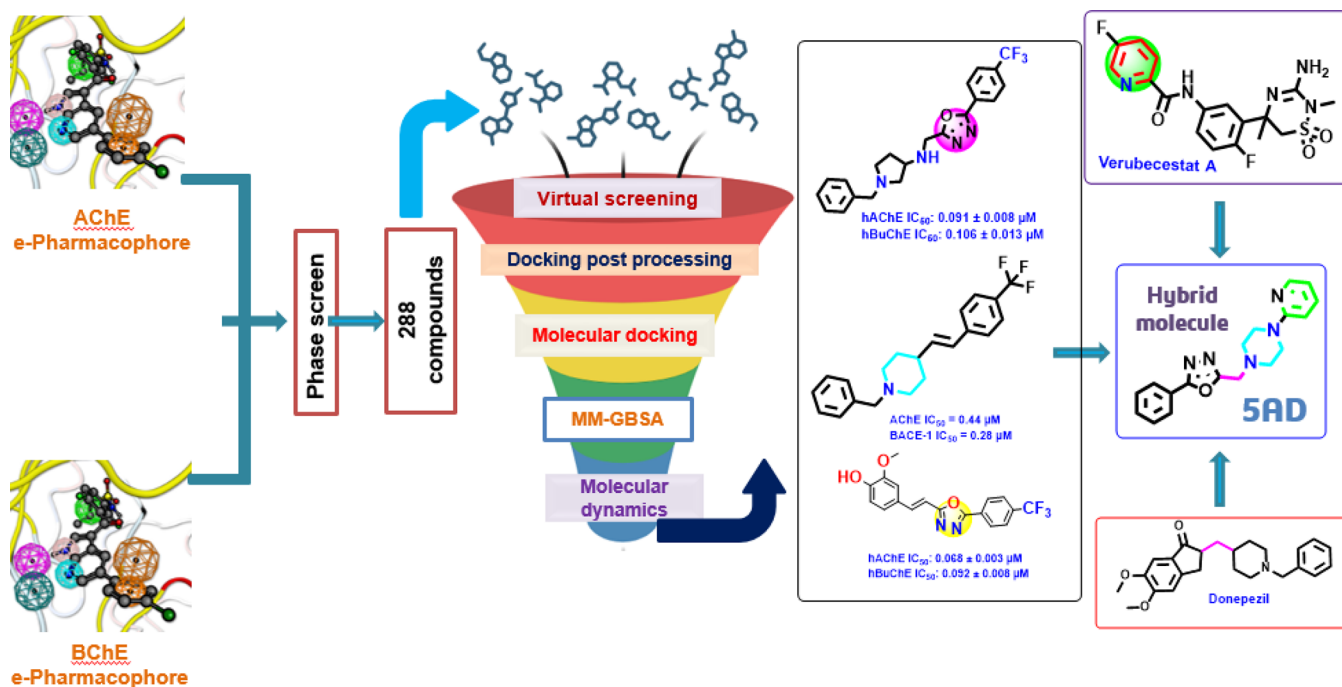 AChE
e-Pharmacophore
BChE
e-Pharmacophore
Phase screen
288
compounds
Virtual screening
Docking post processing
Molecular docking
MM-GBSA
Molecular
dynamics
CF3
O
N
N
NH
N
hAChE IC50: 0.091 ± 0.008 µM
hBuChE IC50: 0.106 ± 0.013 µM
F
F
F
N
AChE IC50 = 0.44 µM
BACE-1 IC50 = 0.28 µM
O
HO
O
N
N
CF3
hAChE IC50: 0.068 ± 0.003 µM
hBuChE IC50: 0.092 ± 0.008 µM
F
N
O
H
N
F
NH2
N
N
S
O
O
Verubecestat A
Hybrid
molecule
N
N
N
N
N
O
5AD
O
O
O
N
Donepezil